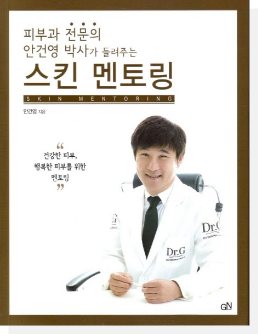 피부과 전문의
안건영 박사가 들려주는
스킨 멘토링
SKIN MENTORING
안건영 지음
“
건강한 피부,
행복한 피부를 위한
멘토링
”
Dr.G
Dr.G
GN